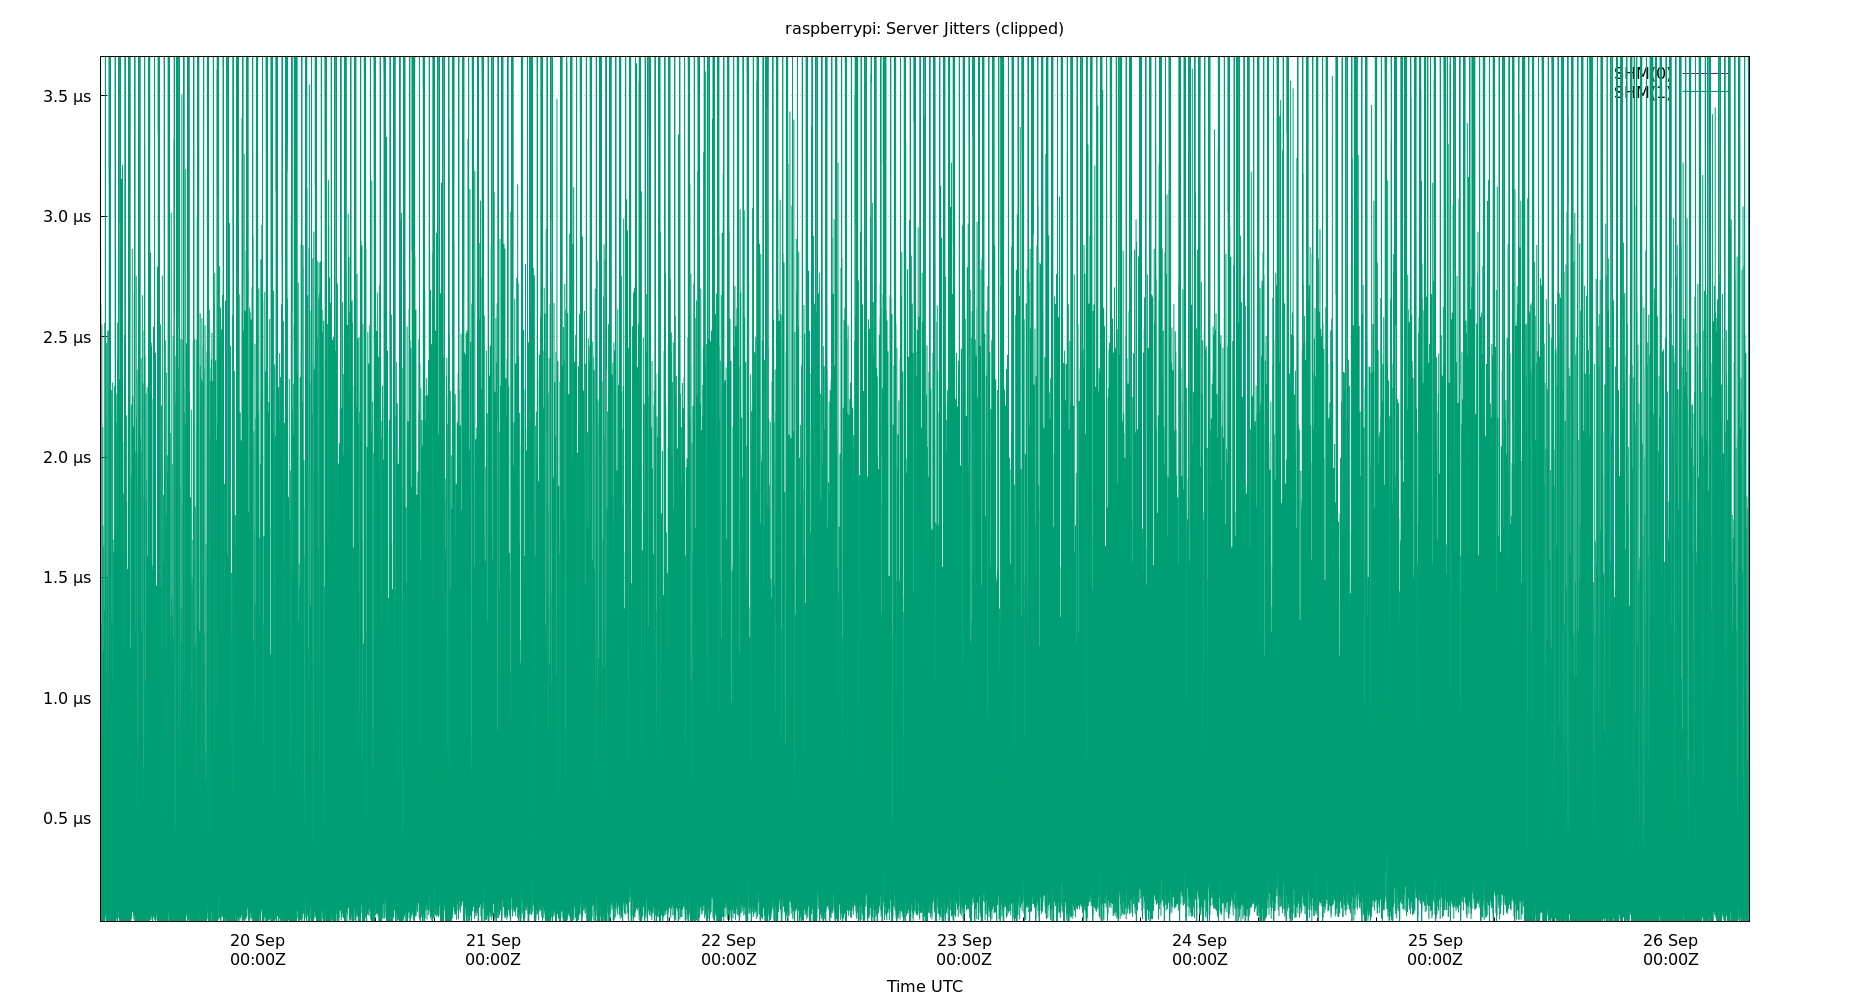 raspberrypi: Server Jitters (clipped)
SHM(0)
SHM(1)
3.5 µs
3.0 µs
2.5 µs
2.0 µs
1.5 µs
1.0 µs
0.5 µs
20 Sep 21 Sep 22 Sep 23 Sep 24 Sep 25 Sep 26 Sep
00:00Z 00:00Z 00:00Z 00:00Z 00:00Z 00:00Z 00:00Z
Time UTC